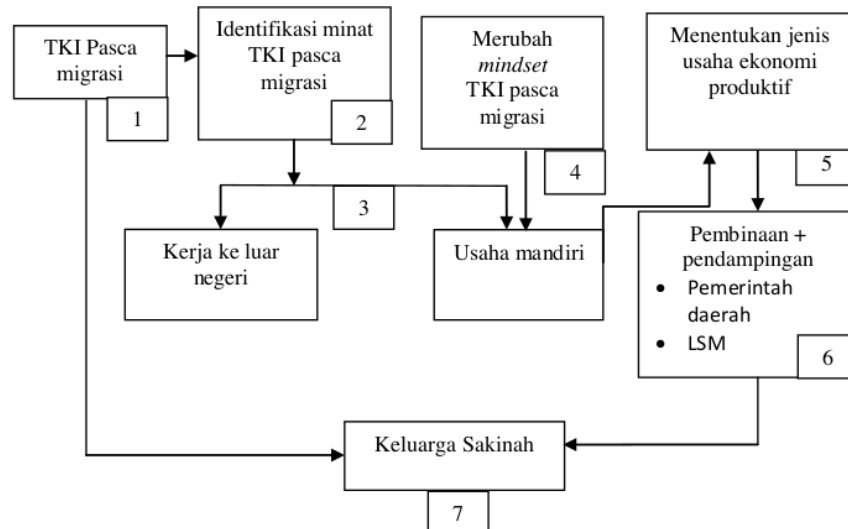 TKI Pasca
migrasi
1
Identifikasi minat
TKI pasca
migrasi
2
Merubah
mindset
TKI pasca
migrasi
4
Menentukan jenis
usaha ekonomi
produktif
5
3
Kerja ke luar
negeri
Usaha mandiri
Pembinaan +
pendampingan
• Pemerintah
daerah
• LSM
6
Keluarga Sakinah
7